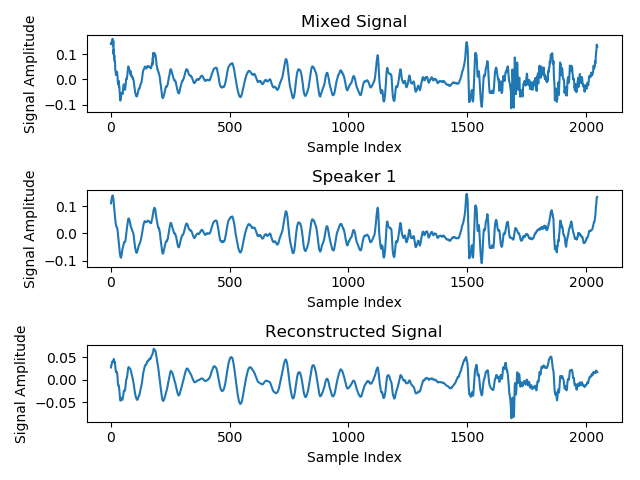 Mixed Signal
Signal Amplitude
0.1
0.0
−0.1
0 500 1000 1500 2000
Sample Index
Speaker 1
Signal Amplitude
0.1
0.0
−0.1
0 500 1000 1500 2000
Sample Index
Reconstructed Signal
Signal Amplitude
0.05
0.00
−0.05
0 500 1000 1500 2000
Sample Index